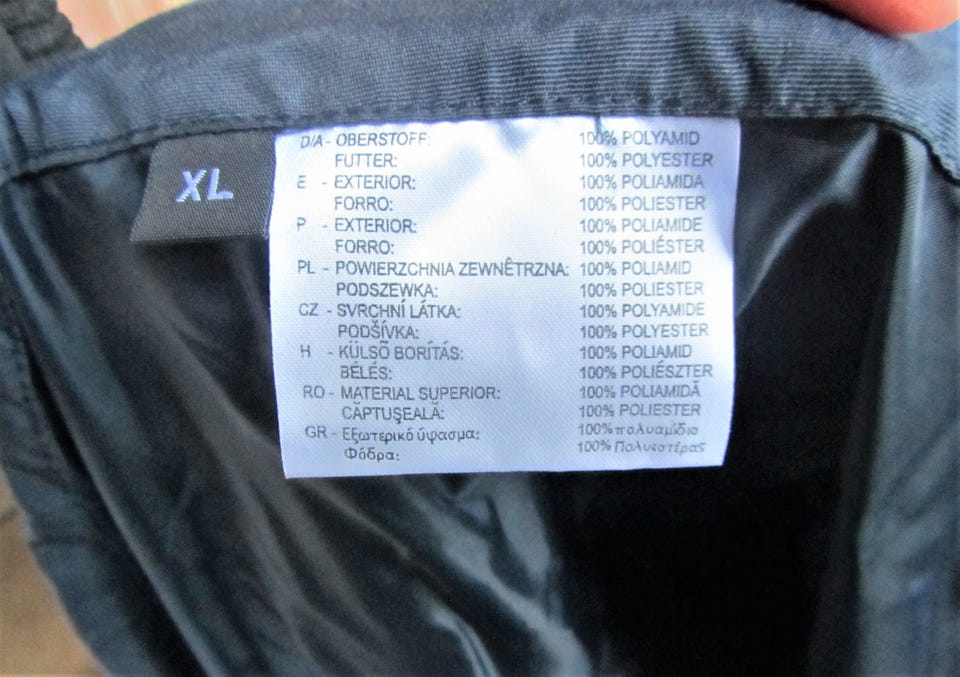 XL
D/A - OBERSTOFF: 100% POLYAMID
FUTTER: 100% POLYESTER
E - EXTERIOR: 100% POLIAMIDA
FORRO: 100% POLIESTER
P - EXTERIOR: 100% POLIAMIDE
FORRO: 100% POLIÉSTER
PL - POWIERZCHNIA ZEWNÊTRZNA: 100% POLIAMID
PODSZEWKA: 100% POLIESTER
CZ - SVRCHNÍ LÁTKA: 100% POLYAMIDE
PODŠÍVKA: 100% POLYESTER
H - KÜLSÕ BORÍTÁS: 100% POLIAMID
BÉLÉS: 100% POLIÉSZTER
RO - MATERIAL SUPERIOR: 100% POLIAMIDĂ
CĂPTUŞEALĂ: 100% POLIESTER
GR - Εξωτερικό ύφασμα: 100% πολυαμίδιο
Φόδρα: 100% Πολυεστέρας